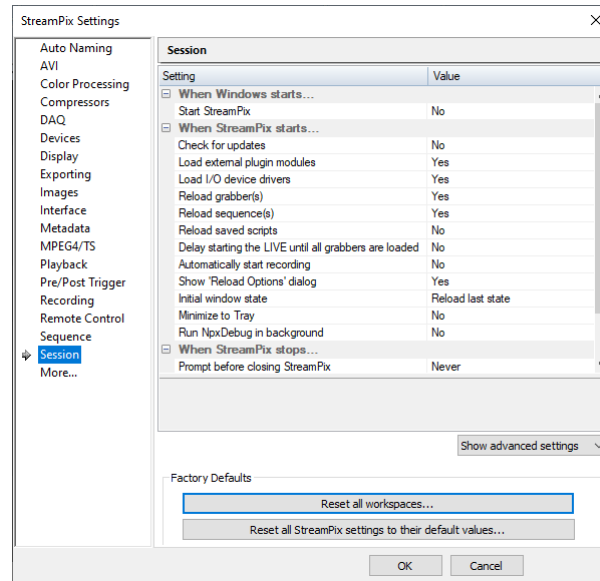 StreamPix Settings
Auto Naming
AVI
Color Processing
Compressors
DAQ
Devices
Display
Exporting
Images
Interface
Metadata
MPEG4/TS
Playback
Pre/Post Trigger
Recording
Remote Control
Sequence
Session
More...
Session
Setting Value
When Windows starts...
Start StreamPix No
When StreamPix starts...
Check for updates No
Load external plugin modules Yes
Load I/O device drivers Yes
Reload grabber(s) Yes
Reload sequence(s) Yes
Reload saved scripts No
Delay starting the LIVE until all grabbers are loaded No
Automatically start recording No
Show 'Reload Options' dialog Yes
Initial window state Reload last state
Minimize to Tray No
Run NpxDebug in background No
When StreamPix stops...
Prompt before closing StreamPix Never
Show advanced settings
Factory Defaults
Reset all workspaces...
Reset all StreamPix settings to their default values...
OK Cancel